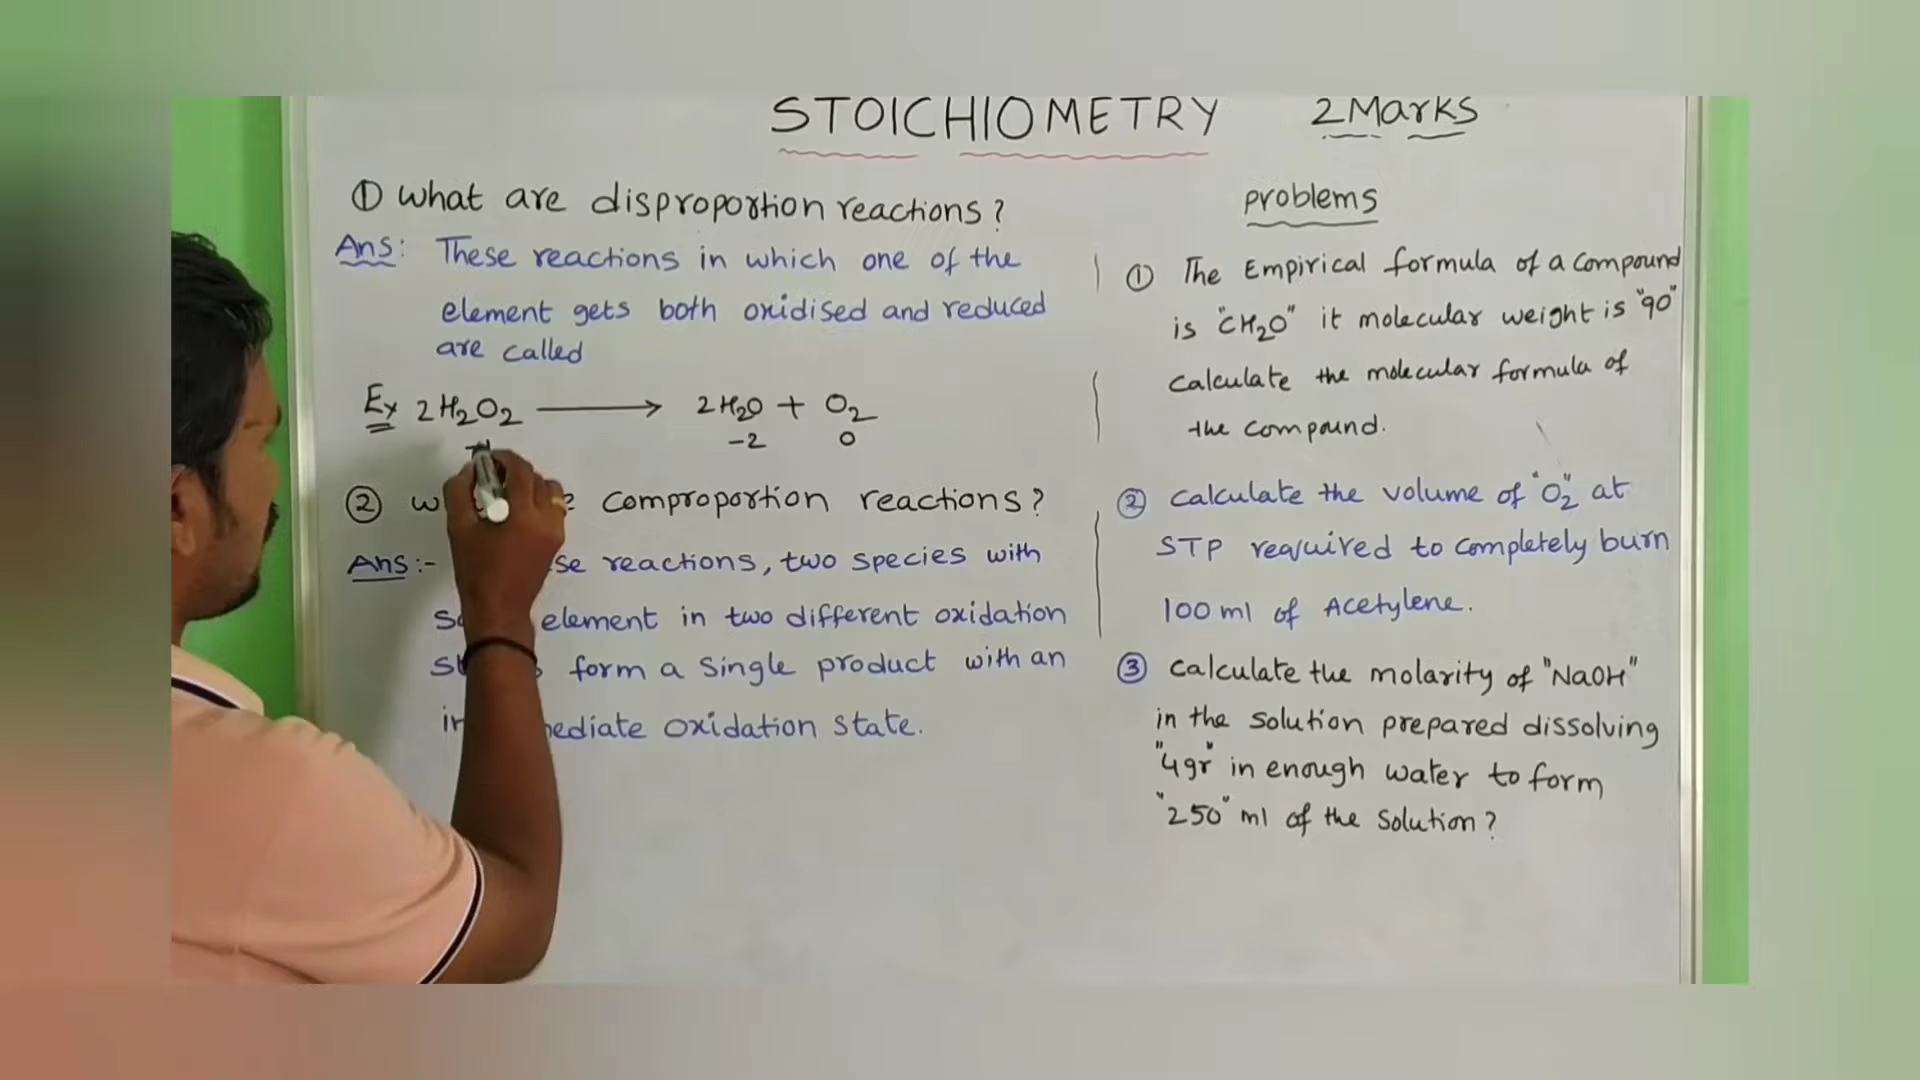 STOICHIOMETRY 2Marks
① What are disproportion reactions?
Ans: These reactions in which one of the
element gets both oxidised and reduced
are called
Ex 2H₂O₂ ⟶ 2H₂O + O₂
-2 0
② comproportion reactions?
Ans:- reactions, two species with
element in two different oxidation
form a single product with an
oxidation state.
problems
① The Empirical formula of a compound
is "CH₂O" it molecular weight is "90"
calculate the molecular formula of
the compound.
② calculate the volume of "O₂" at
STP required to completely burn
100 ml of Acetylene.
③ calculate the molarity of "NaOH"
in the solution prepared dissolving
"4gr" in enough water to form
"250" ml of the solution?